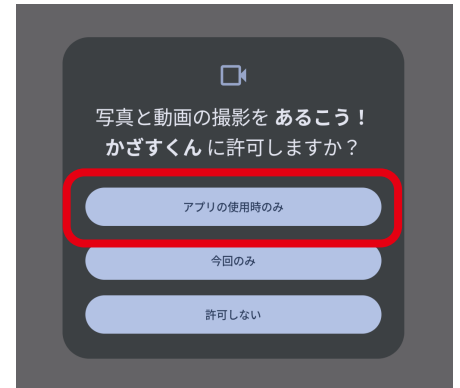 写真と動画の撮影を あるこう！
かざすくん に許可しますか？
アプリの使用時のみ
今回のみ
許可しない